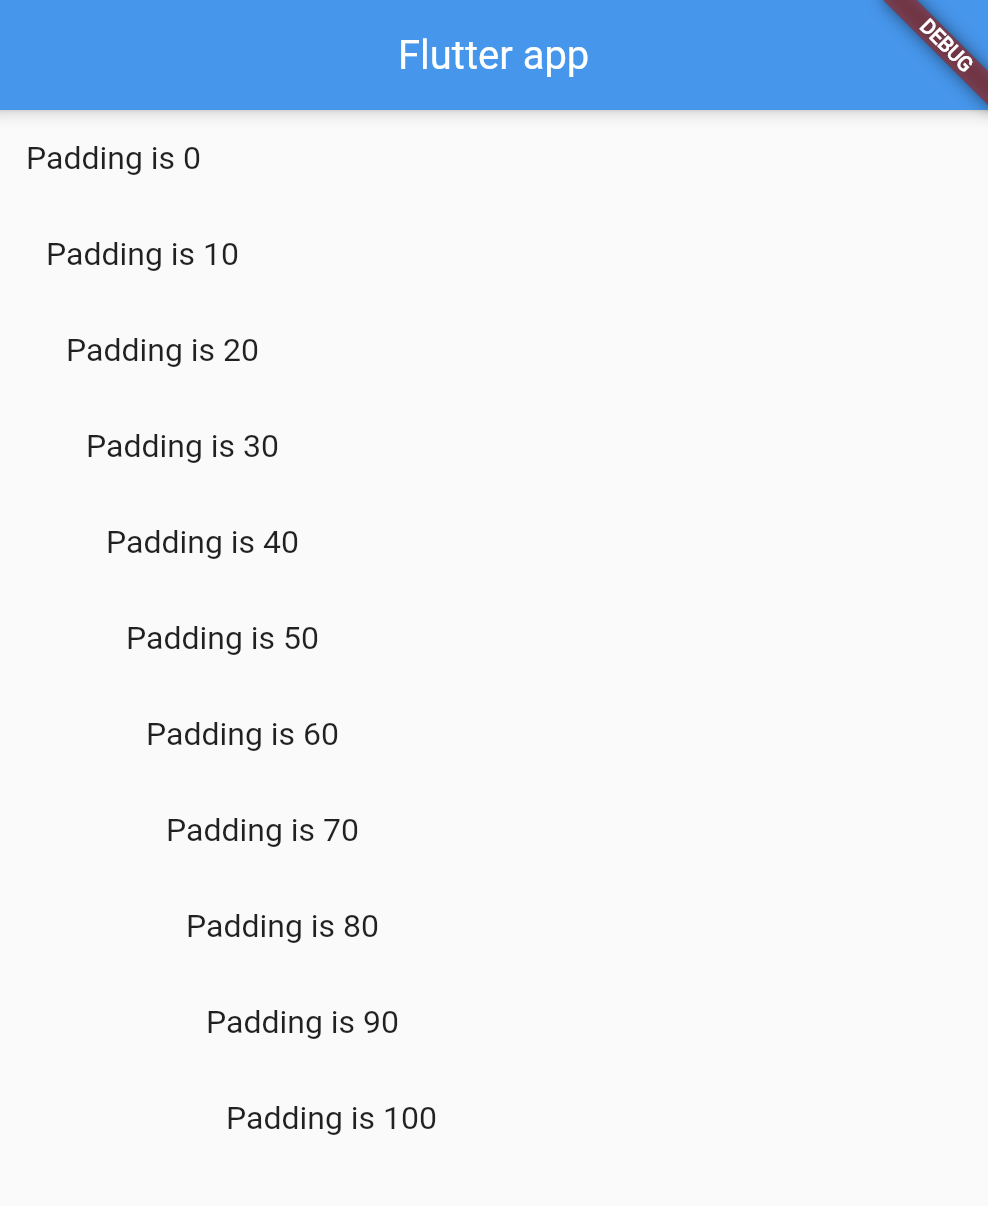 Flutter app
DEBUG
Padding is 0
Padding is 10
Padding is 20
Padding is 30
Padding is 40
Padding is 50
Padding is 60
Padding is 70
Padding is 80
Padding is 90
Padding is 100